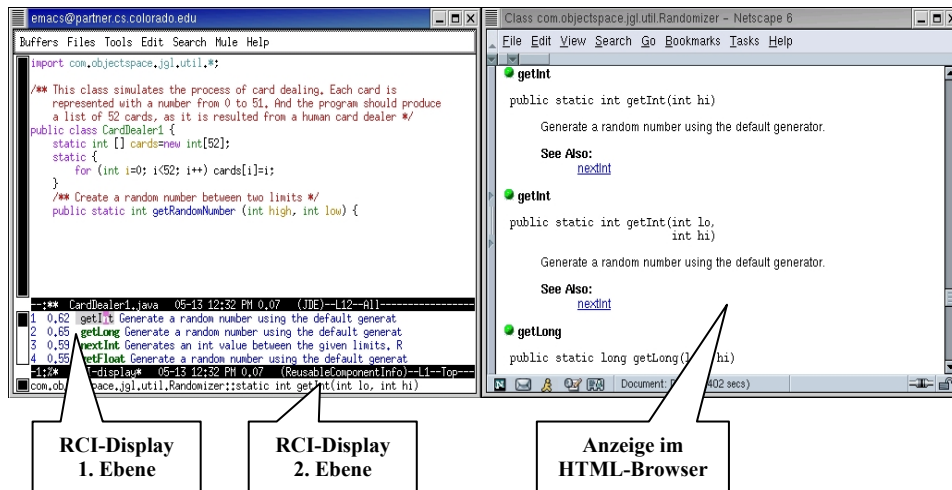 emacs@partner.cs.colorado.edu
Buffers Files Tools Edit Search Mule Help
import com.objectspace.jgl.util.*;
/** This class simulates the process of card dealing. Each card is
represented with a number from 0 to 51. And the program should produce
a list of 52 cards, as it is resulted from a human card dealer */
public class CardDealer1 {
static int [] cards=new int[52];
static {
for (int i=0; i<52; i++) cards[i]=i;
}
/** Create a random number between two limits */
public static int getRandomNumber (int high, int low) {
--:** CardDealer1.java 05-13 12:32 PM 0.07 (JDE)--L12--All
1 0.62 getInt Generate a random number using the default generat
2 0.65 getLong Generate a random number using the default generat
3 0.59 nextInt Generates an int value between the given limits. R
4 0.55 getFloat Generate a random number using the default generat
-1:%* I-display* 05-13 12:32 PM 0.07 (ReusableComponentInfo)--L1--Top---
com.ob space.jgl.util.Randomizer::static int getInt(int lo, int hi)
RCI-Display
1. Ebene
RCI-Display
2. Ebene
Class com.objectspace.jgl.util.Randomizer - Netscape 6
File Edit View Search Go Bookmarks Tasks Help
getInt
public static int getInt(int hi)
Generate a random number using the default generator.
See Also:
nextInt
getInt
public static int getInt(int lo,
int hi)
Generate a random number using the default generator.
See Also:
nextInt
getLong
public static long getLong(l hi)
Document: 402 secs)
Anzeige im
HTML-Browser